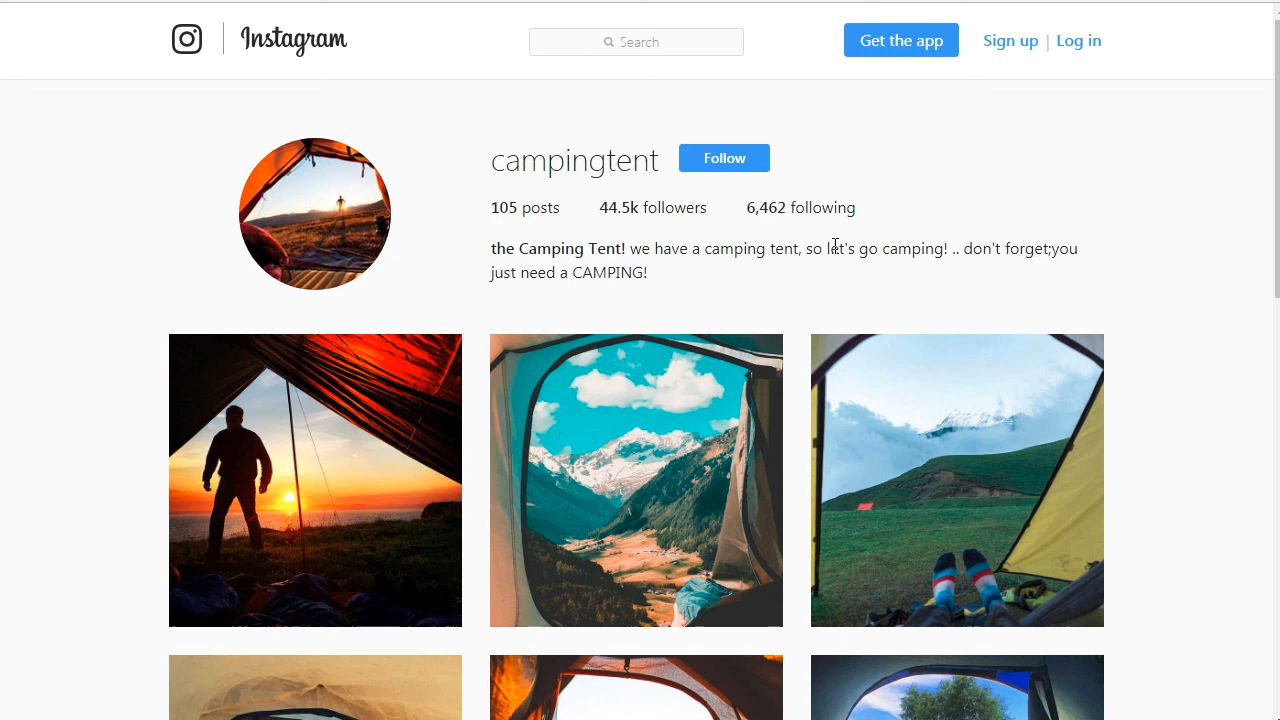 Instagram
Search
Get the app
Sign up | Log in
campingtent
Follow
105 posts 44.5k followers 6,462 following
the Camping Tent! we have a camping tent, so let's go camping! .. don't forget;you
just need a CAMPING!